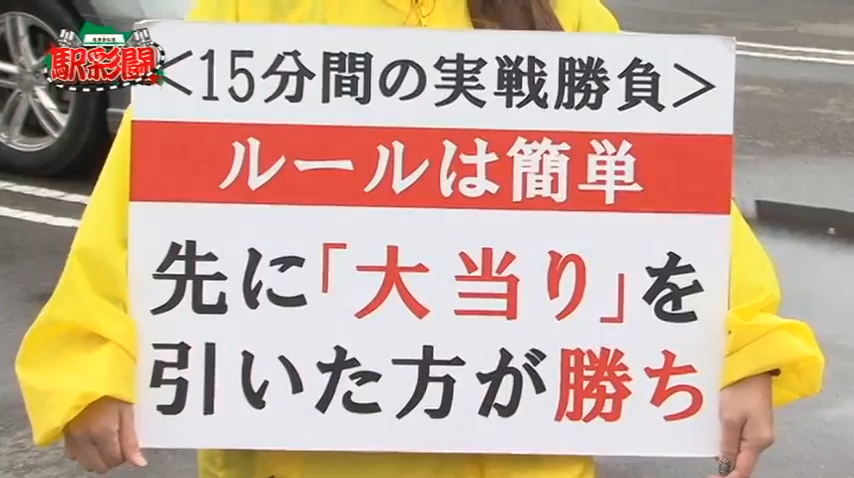 駅彩闘
<15分間の実戦勝負>
ルールは簡単
先に「大当り」を
引いた方が勝ち